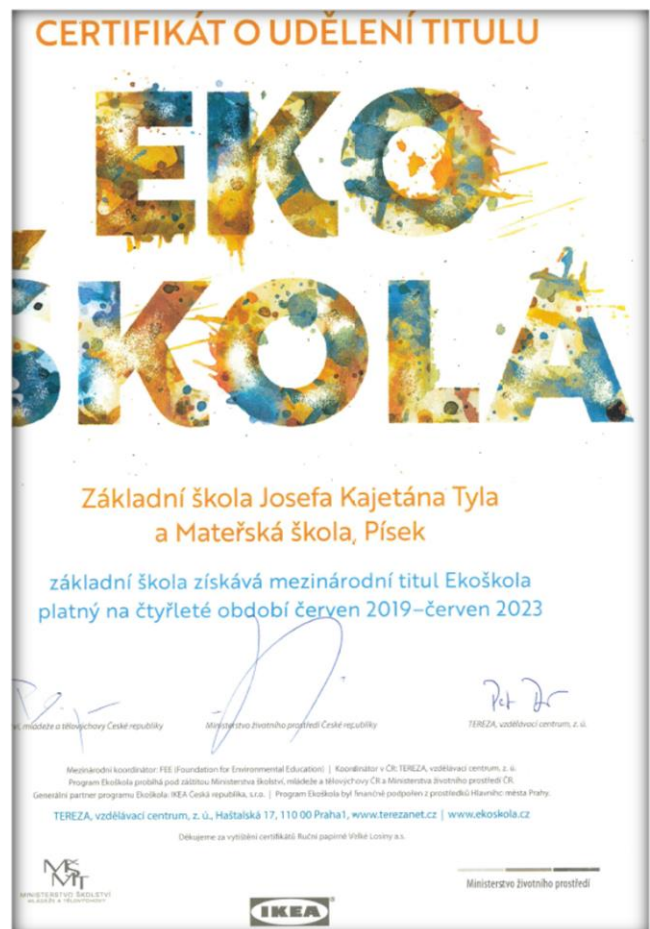 CERTIFIKÁT O UDĚLENÍ TITULU
EKO
ŠKOLA
Základní škola Josefa Kajetána Tyla
a Mateřská škola, Písek
základní škola získává mezinárodní titul Ekoškola
platný na čtyřleté období červen 2019–červen 2023
mládeže a tělovýchovy České republiky
Ministerstvo životního prostředí České republiky
TEREZA, vzdělávací centrum, z. ú.
Mezinárodní koordinátor: FEE (Foundation for Environmental Education) | Koordinátor v ČR: TEREZA, vzdělávací centrum, z. ú.
Program Ekoškola probíhá pod záštitou Ministerstva školství, mládeže a tělovýchovy ČR a Ministerstva životního prostředí ČR.
Generální partner programu Ekoškola: IKEA Česká republika, s.r.o. | Program Ekoškola byl finančně podpořen z prostředků Hlavního města Prahy.
TEREZA, vzdělávací centrum, z. ú., Haštalská 17, 110 00 Praha1, www.terezanet.cz | www.ekoskola.cz
Děkujeme za vytištění certifikátů Ruční papírně Velké Losiny a.s.
MŠMT
MINISTERSTVO ŠKOLSTVÍ
MLÁDEŽE A TĚLOVÝCHOVY
Ministerstvo životního prostředí
IKEA